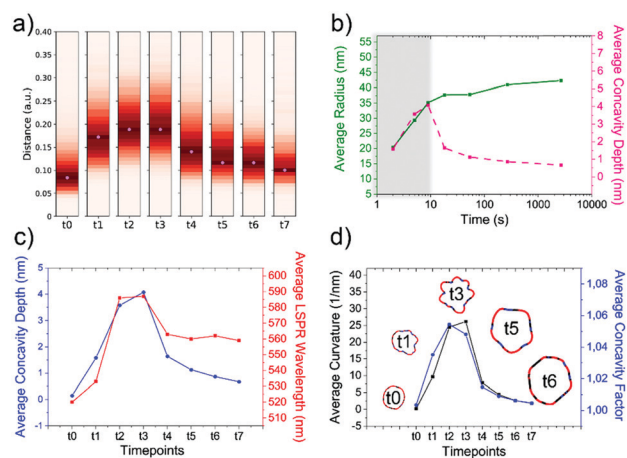 a)
0.40
0.30
0.25
0.20
0.15
0.10
0.05
0.00
Distance (a.u.)
t0 t1 t2 t3 t4 t5 t6 t7
b)
55
50
45
40
35
30
25
20
15
10
5
Average Radius (nm)
8
7
6
5
4
3
2
1
0
Average Concavity Depth (nm)
1 10 100 1000 10000
Time (s)
c)
5
4
3
2
1
0
-1
Average Concavity Depth (nm)
600
590
580
570
560
550
540
530
520
510
Average LSPR Wavelength (nm)
t0 t1 t2 t3 t4 t5 t6 t7
Timepoints
d)
40
35
30
25
20
15
10
5
0
-5
Average Curvature (1/nm)
1,08
1,06
1,04
1,02
1,00
Average Concavity Factor
t3
t1
t5
t0
t6
t0 t1 t2 t3 t4 t5 t6 t7
Timepoints